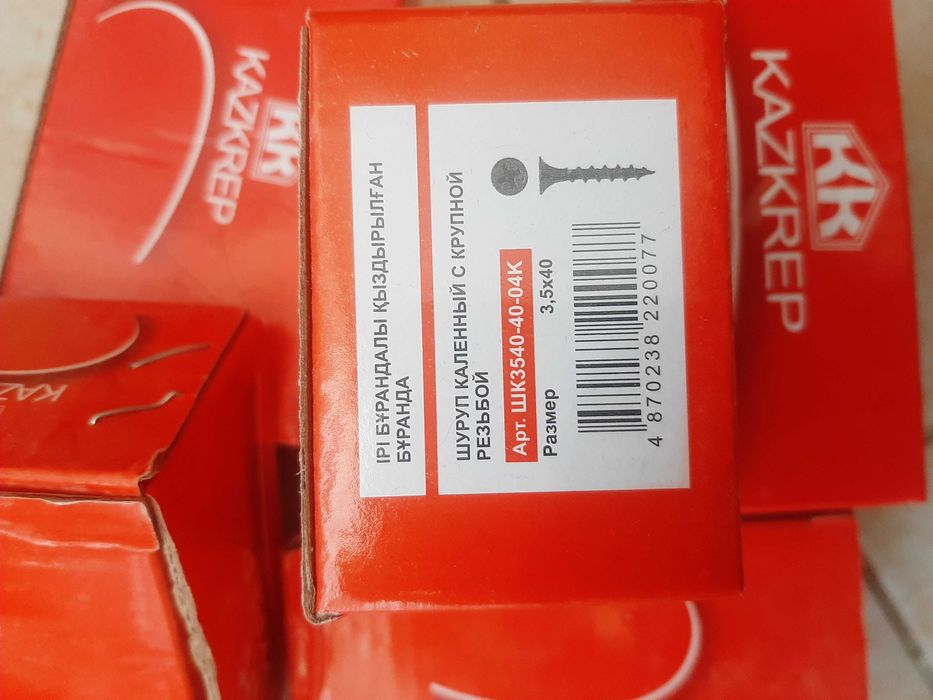 KAZKREP
ІРІ БҰРАНДАЛЫ ҚЫЗДЫРЫЛҒАН
БҰРАНДА
ШУРУП КАЛЕННЫЙ С КРУПНОЙ
РЕЗЬБОЙ
Арт. ШК3540-40-04К
Размер 3,5х40
4 870238 220077
KK
KAZKREP
KK
KAZ